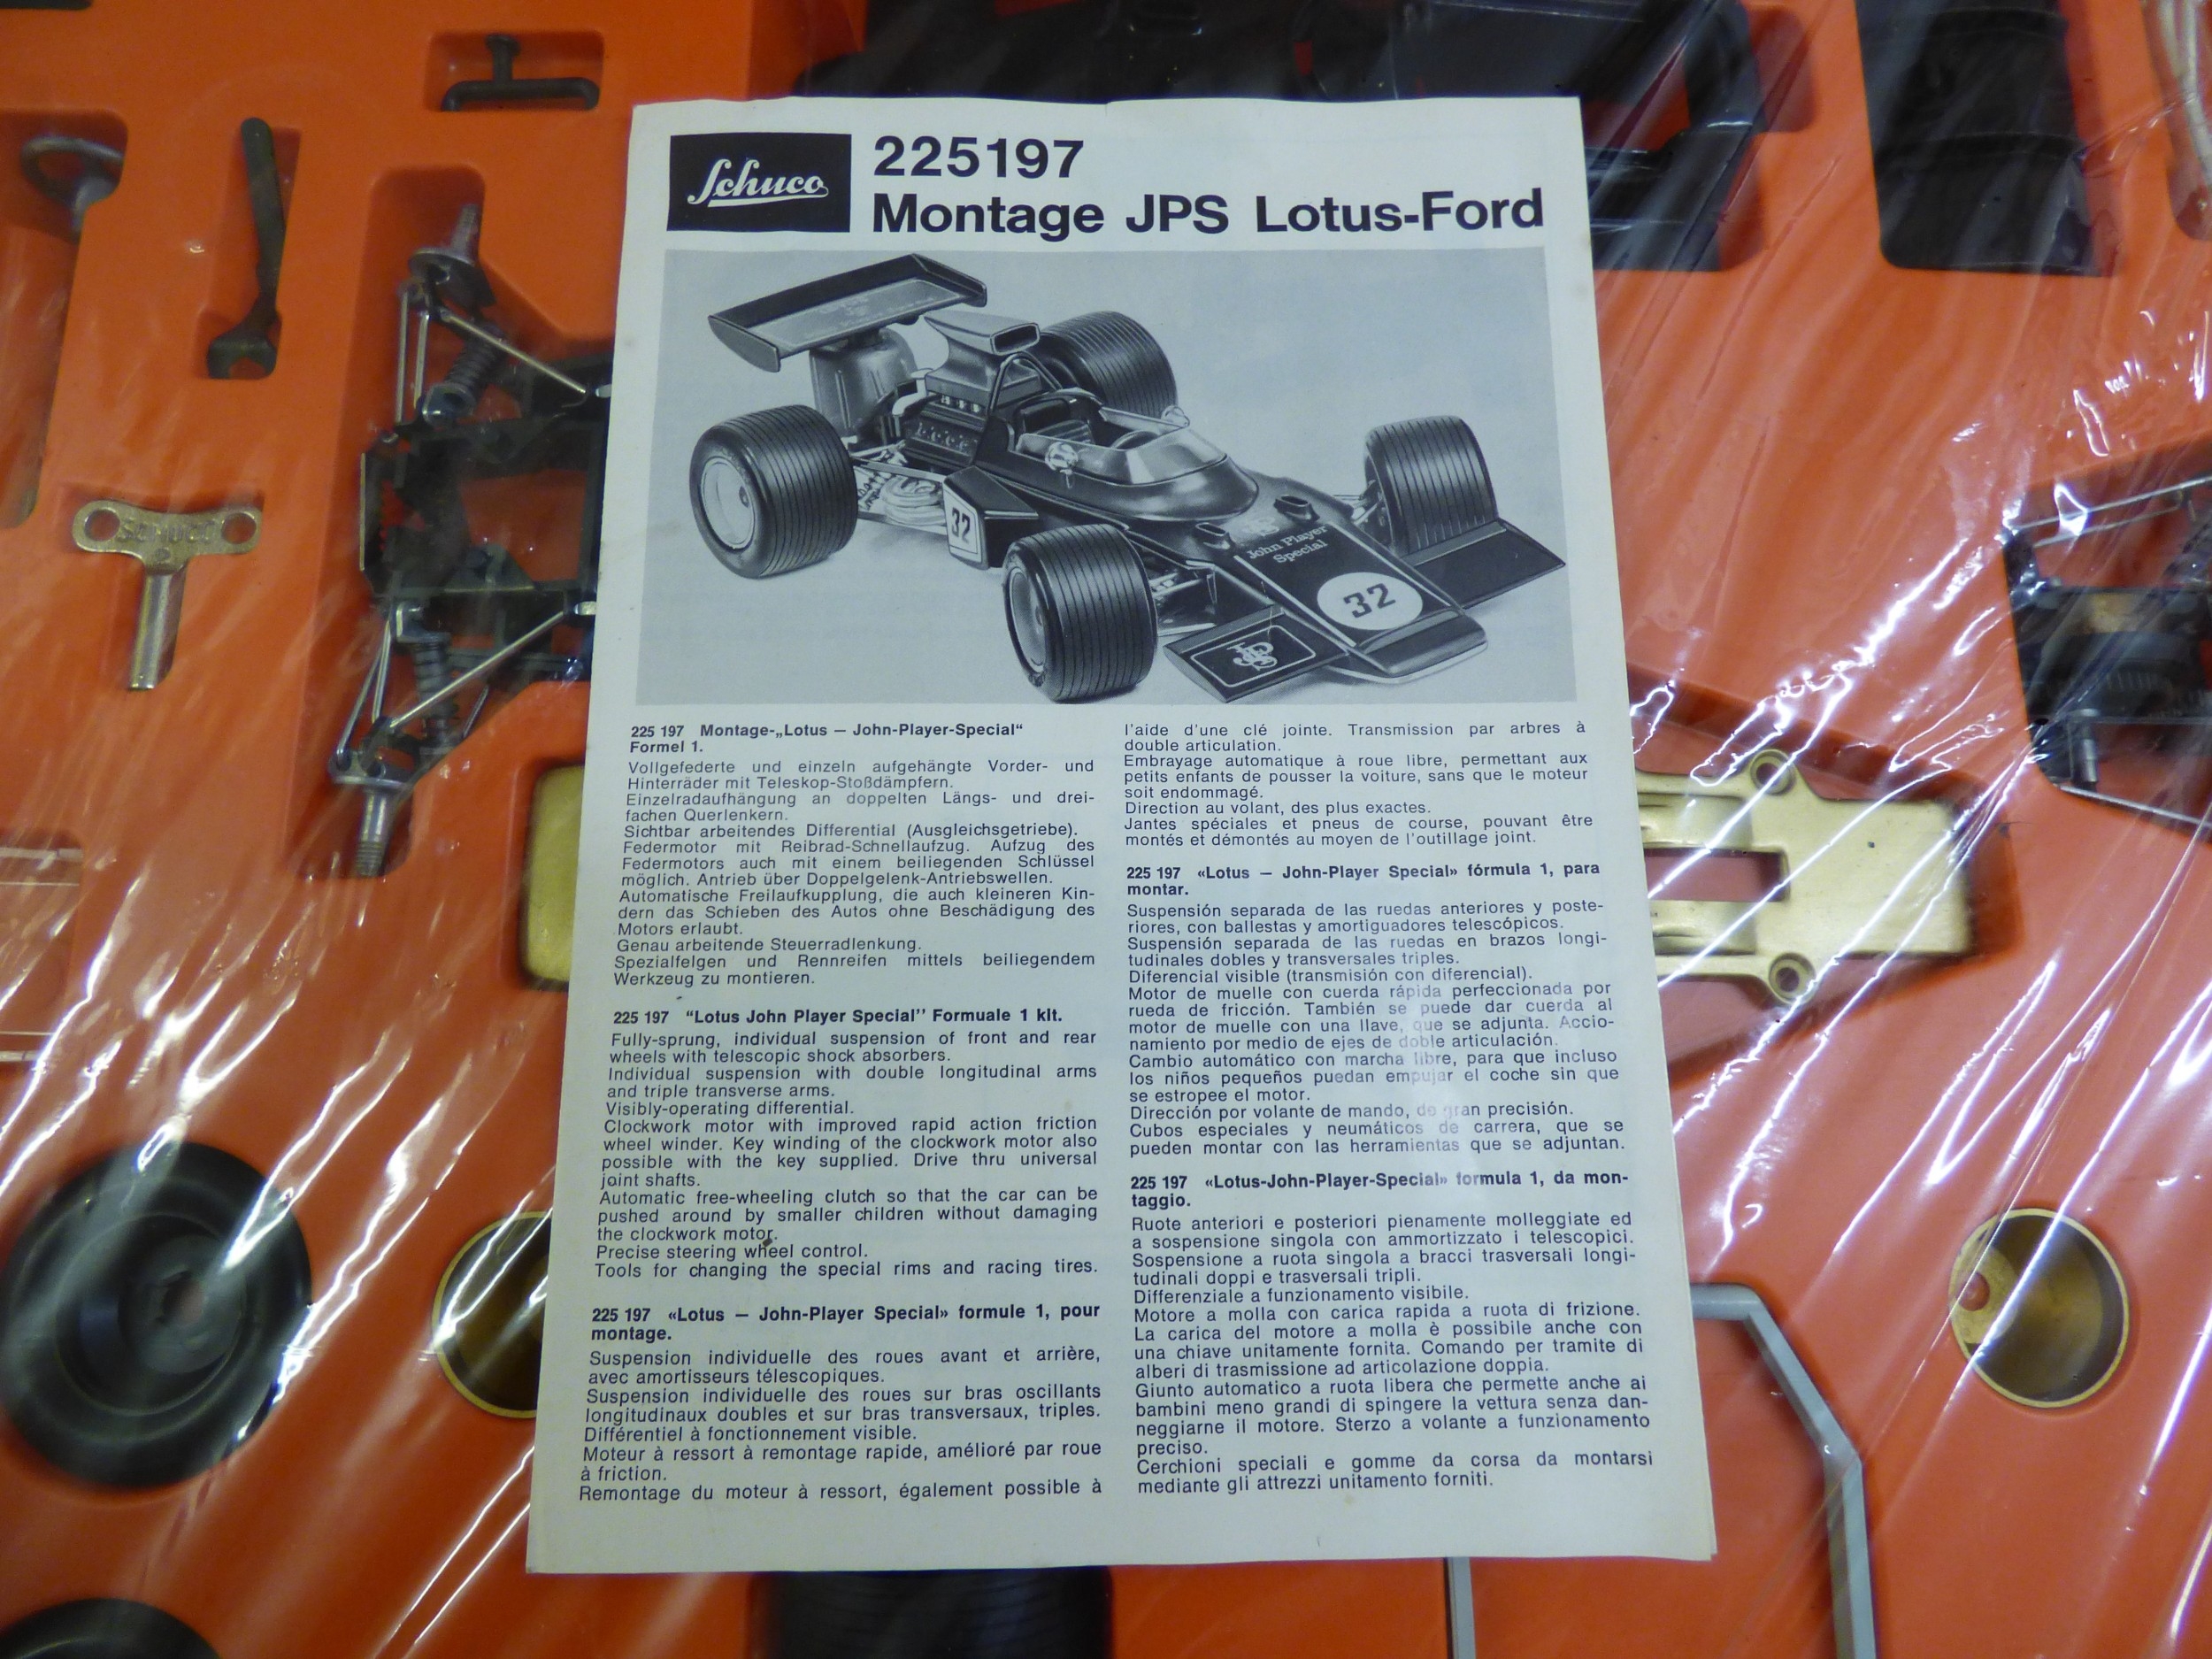 Schuco
225197
Montage JPS Lotus-Ford
32
John Player
Special
32
JPS
SCHUCO
225 197 Montage-„Lotus — John-Player-Special“
Formel 1.
Vollgefederte und einzeln aufgehängte Vorder- und
Hinterräder mit Teleskop-Stoßdämpfern.
Einzelradaufhängung an doppelten Längs- und drei-
fachen Querlenkern.
Sichtbar arbeitendes Differential (Ausgleichsgetriebe).
Federmotor mit Reibrad-Schnellaufzug. Aufzug des
Federmotors auch mit einem beiliegenden Schlüssel
möglich. Antrieb über Doppelgelenk-Antriebswellen.
Automatische Freilaufkupplung, die auch kleineren Kin-
dern das Schieben des Autos ohne Beschädigung des
Motors erlaubt.
Genau arbeitende Steuerradlenkung.
Spezialfelgen und Rennreifen mittels beiliegendem
Werkzeug zu montieren.
225 197 “Lotus John Player Special” Formuale 1 kit.
Fully-sprung, individual suspension of front and rear
wheels with telescopic shock absorbers.
Individual suspension with double longitudinal arms
and triple transverse arms.
Visibly-operating differential.
Clockwork motor with improved rapid action friction
wheel winder. Key winding of the clockwork motor also
possible with the key supplied. Drive thru universal
joint shafts.
Automatic free-wheeling clutch so that the car can be
pushed around by smaller children without damaging
the clockwork motor.
Precise steering wheel control.
Tools for changing the special rims and racing tires.
225 197 «Lotus — John-Player Special» formule 1, pour
montage.
Suspension individuelle des roues avant et arrière,
avec amortisseurs télescopiques.
Suspension individuelle des roues sur bras oscillants
longitudinaux doubles et sur bras transversaux, triples.
Différentiel à fonctionnement visible.
Moteur à ressort à remontage rapide, amélioré par roue
à friction.
Remontage du moteur à ressort, également possible à
l'aide d'une clé jointe. Transmission par arbres à
double articulation.
Embrayage automatique à roue libre, permettant aux
petits enfants de pousser la voiture, sans que le moteur
soit endommagé.
Direction au volant, des plus exactes.
Jantes spéciales et pneus de course, pouvant être
montés et démontés au moyen de l'outillage joint.
225 197 «Lotus — John-Player Special» fórmula 1, para
montar.
Suspensión separada de las ruedas anteriores y poste-
riores, con ballestas y amortiguadores telescópicos.
Suspensión separada de las ruedas en brazos longi-
tudinales dobles y transversales triples.
Diferencial visible (transmisión con diferencial).
Motor de muelle con cuerda rápida perfeccionada por
rueda de fricción. También se puede dar cuerda al
motor de muelle con una llave, que se adjunta. Accio-
namiento por medio de ejes de doble articulación.
Cambio automático con marcha libre, para que incluso
los niños pequeños puedan empujar el coche sin que
se estropee el motor.
Dirección por volante de mando, de gran precisión.
Cubos especiales y neumáticos de carrera, que se
pueden montar con las herramientas que se adjuntan.
225 197 «Lotus-John-Player-Special» formula 1, da mon-
taggio.
Ruote anteriori e posteriori pienamente molleggiate ed
a sospensione singola con ammortizzato i telescopici.
Sospensione a ruota singola a bracci trasversali longi-
tudinali doppi e trasversali tripli.
Differenziale a funzionamento visibile.
Motore a molla con carica rapida a ruota di frizione.
La carica del motore a molla è possibile anche con
una chiave unitamente fornita. Comando per tramite di
alberi di trasmissione ad articolazione doppia.
Giunto automatico a ruota libera che permette anche ai
bambini meno grandi di spingere la vettura senza dan-
neggiarne il motore. Sterzo a volante a funzionamento
preciso.
Cerchioni speciali e gomme da corsa da montarsi
mediante gli attrezzi unitamento forniti.